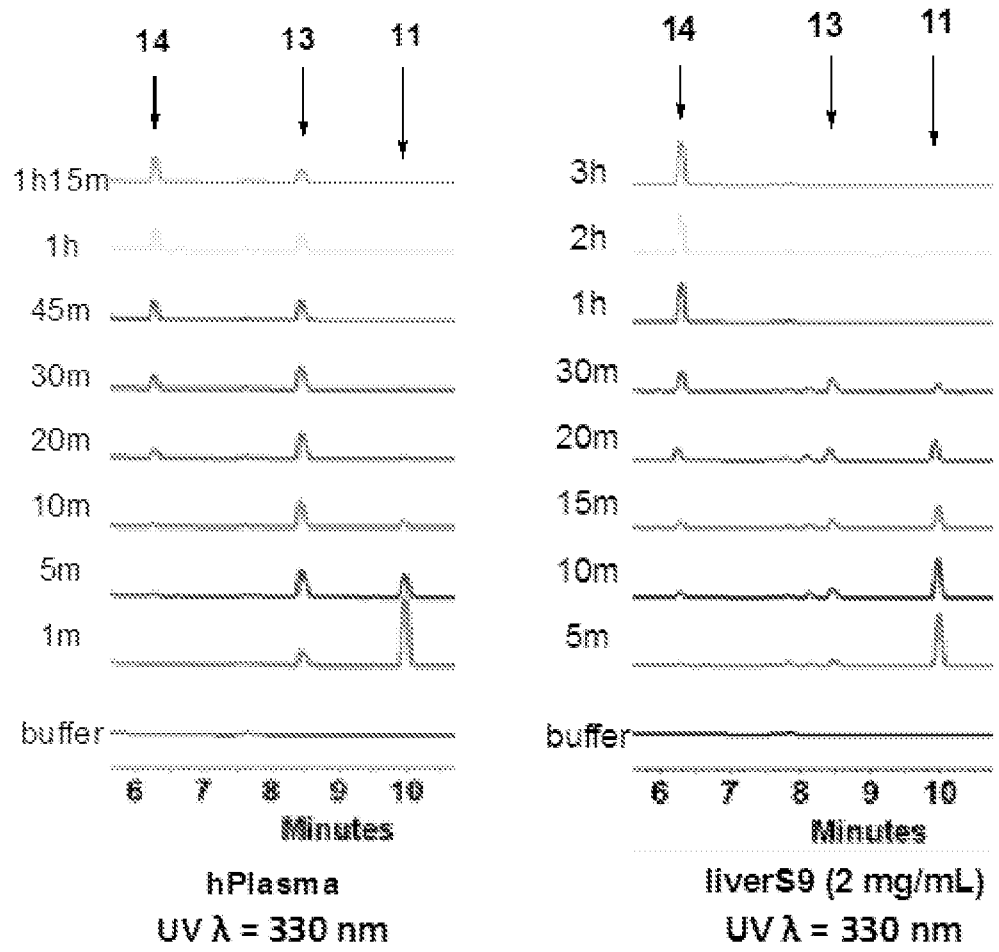 14 13 11
1h15m
1h
45m
30m
20m
10m
5m
1m
buffer
6 7 8 9 10
Minutes
hPlasma
UV λ = 330 nm
14 13 11
3h
2h
1h
30m
20m
15m
10m
5m
buffer
6 7 8 9 10
Minutes
liverS9 (2 mg/mL)
UV λ = 330 nm